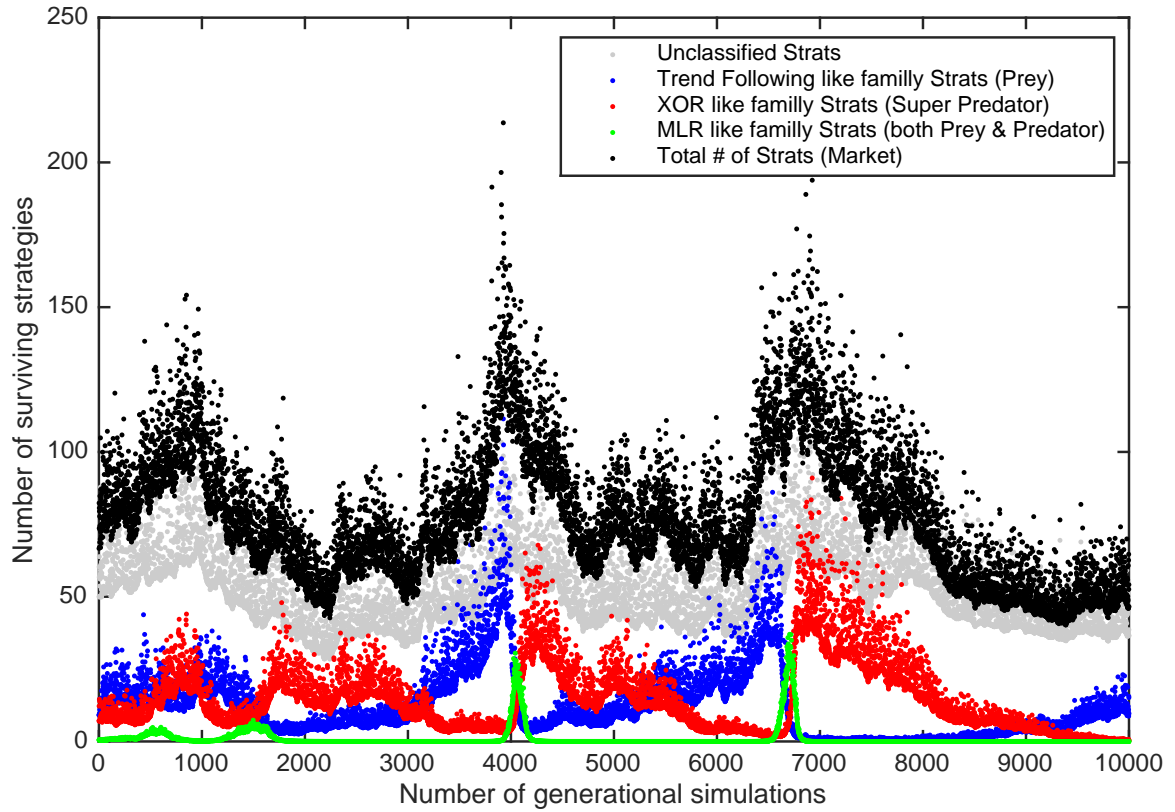 250
200
150
100
50
0
Number of surviving strategies
Unclassified Strats
Trend Following like familly Strats (Prey)
XOR like familly Strats (Super Predator)
MLR like familly Strats (both Prey & Predator)
Total # of Strats (Market)
0 1000 2000 3000 4000 5000 6000 7000 8000 9000 10000
Number of generational simulations